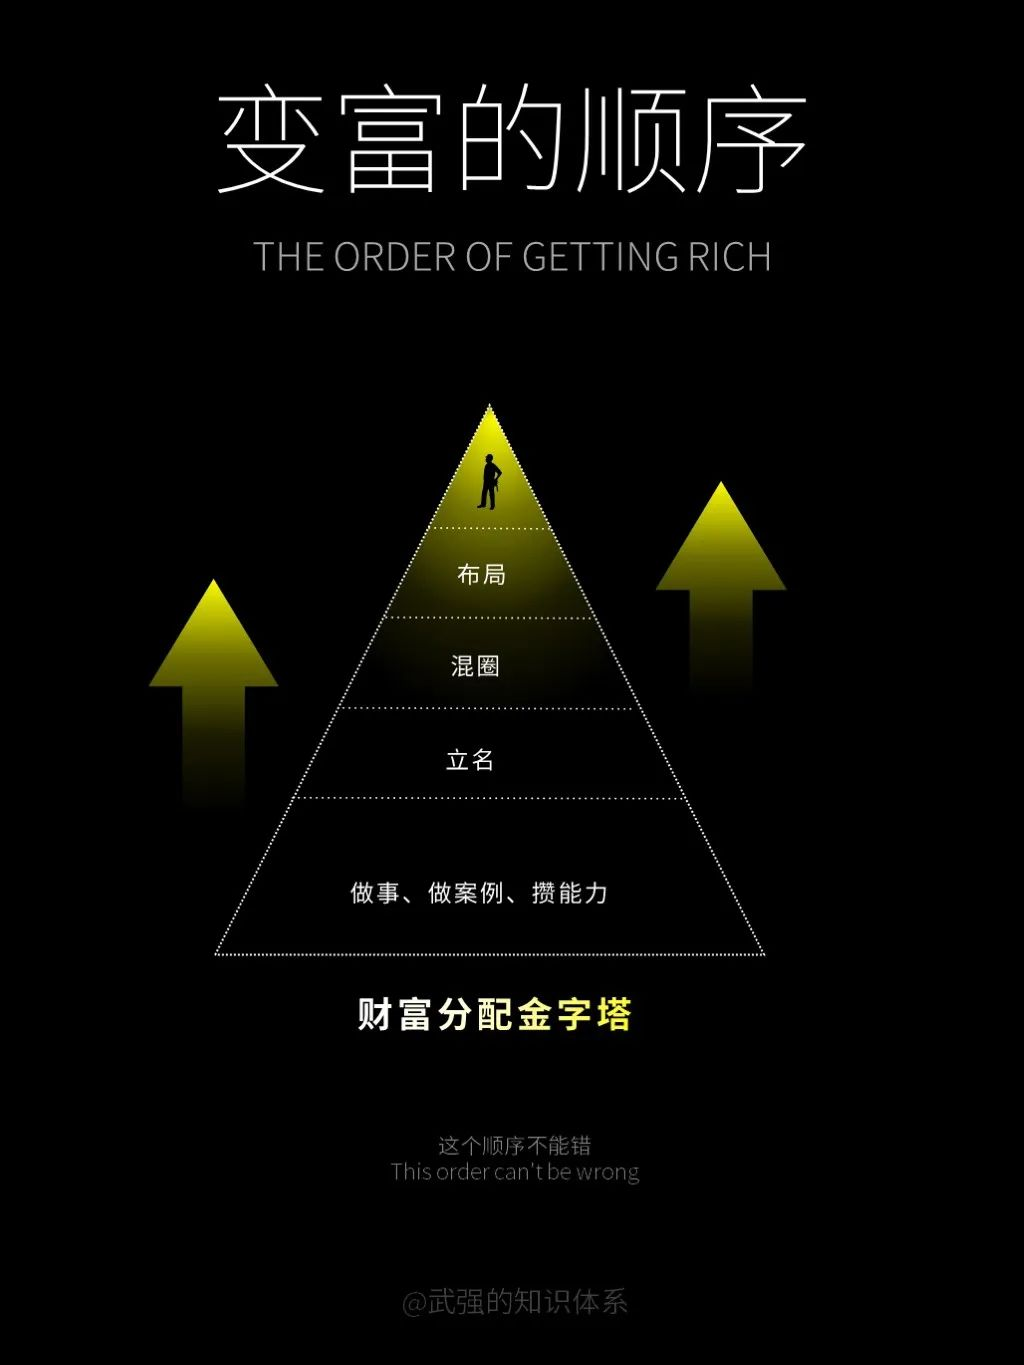 变富的顺序
THE ORDER OF GETTING RICH
布局
混圈
立名
做事、做案例、攒能力
财富分配金字塔
这个顺序不能错
This order can't be wrong
@武强的知识体系